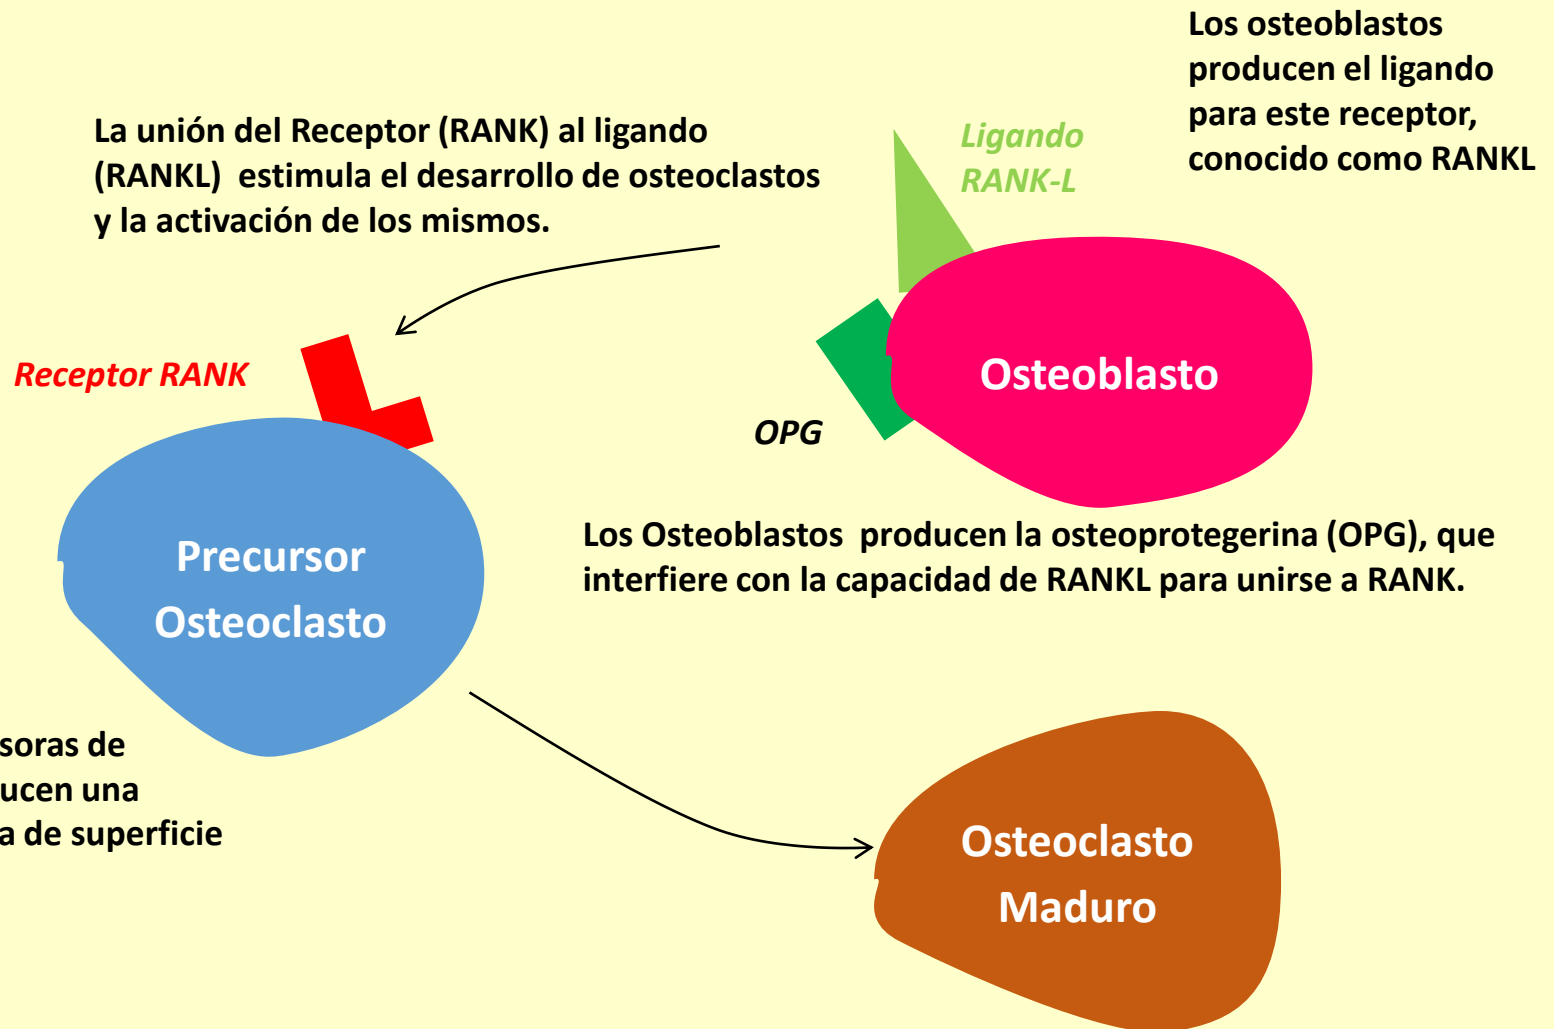 Los osteoblastos
producen el ligando
para este receptor,
conocido como RANKL
La unión del Receptor (RANK) al ligando
(RANKL) estimula el desarrollo de osteoclastos
y la activación de los mismos.
Ligando
RANK-L
Receptor RANK
Osteoblasto
OPG
Los Osteoblastos producen la osteoprotegerina (OPG), que
interfiere con la capacidad de RANKL para unirse a RANK.
Precursor
Osteoclasto
soras de
ucen una
a de superficie
Osteoclasto
Maduro